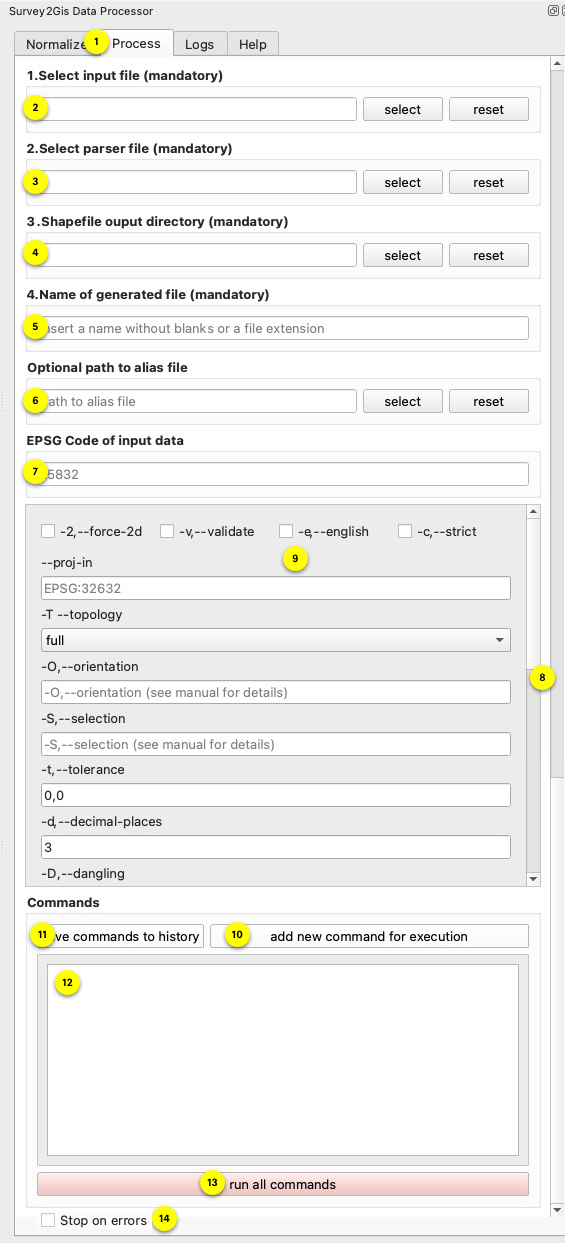 Survey2Gis Data Processor
Normalize 1 Process Logs Help
1.Select input file (mandatory)
2 select reset
2.Select parser file (mandatory)
3 select reset
3.Shapefile ouput directory (mandatory)
4 select reset
4.Name of generated file (mandatory)
5 nsert a name without blanks or a file extension
Optional path to alias file
6 ath to alias file select reset
EPSG Code of input data
7 5832
-2,--force-2d -v,--validate -e,--english -c,--strict
9
--proj-in
EPSG:32632
-T --topology
full
-O,--orientation
8
-O,--orientation (see manual for details)
-S,--selection
-S,--selection (see manual for details)
-t,--tolerance
0,0
-d,--decimal-places
3
-D,--dangling
Commands
11 ve commands to history 10 add new command for execution
12
13 run all commands
Stop on errors 14